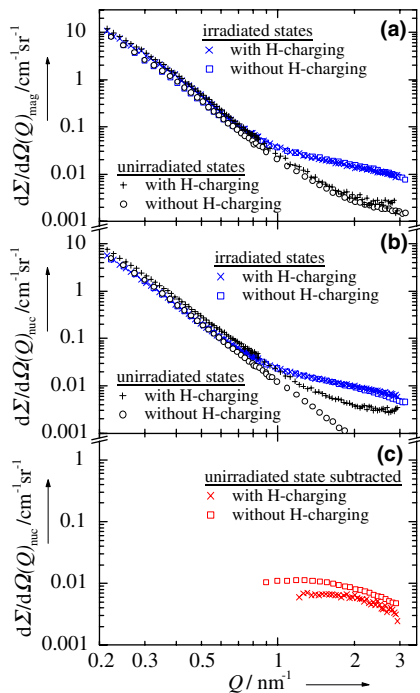 10
1
0.1
0.01
0.001
dΣ/dΩ(Q)mag /cm-1sr-1
irradiated states
× with H-charging
□ without H-charging
(a)
unirradiated states
+ with H-charging
○ without H-charging
10
1
0.1
0.01
0.001
dΣ/dΩ(Q)nuc /cm-1sr-1
irradiated states
× with H-charging
□ without H-charging
(b)
unirradiated states
+ with H-charging
○ without H-charging
1
0.1
0.01
0.001
dΣ/dΩ(Q)nuc /cm-1sr-1
(c)
unirradiated state subtracted
× with H-charging
□ without H-charging
0.2 0.3 0.5 1 2 3
Q / nm-1